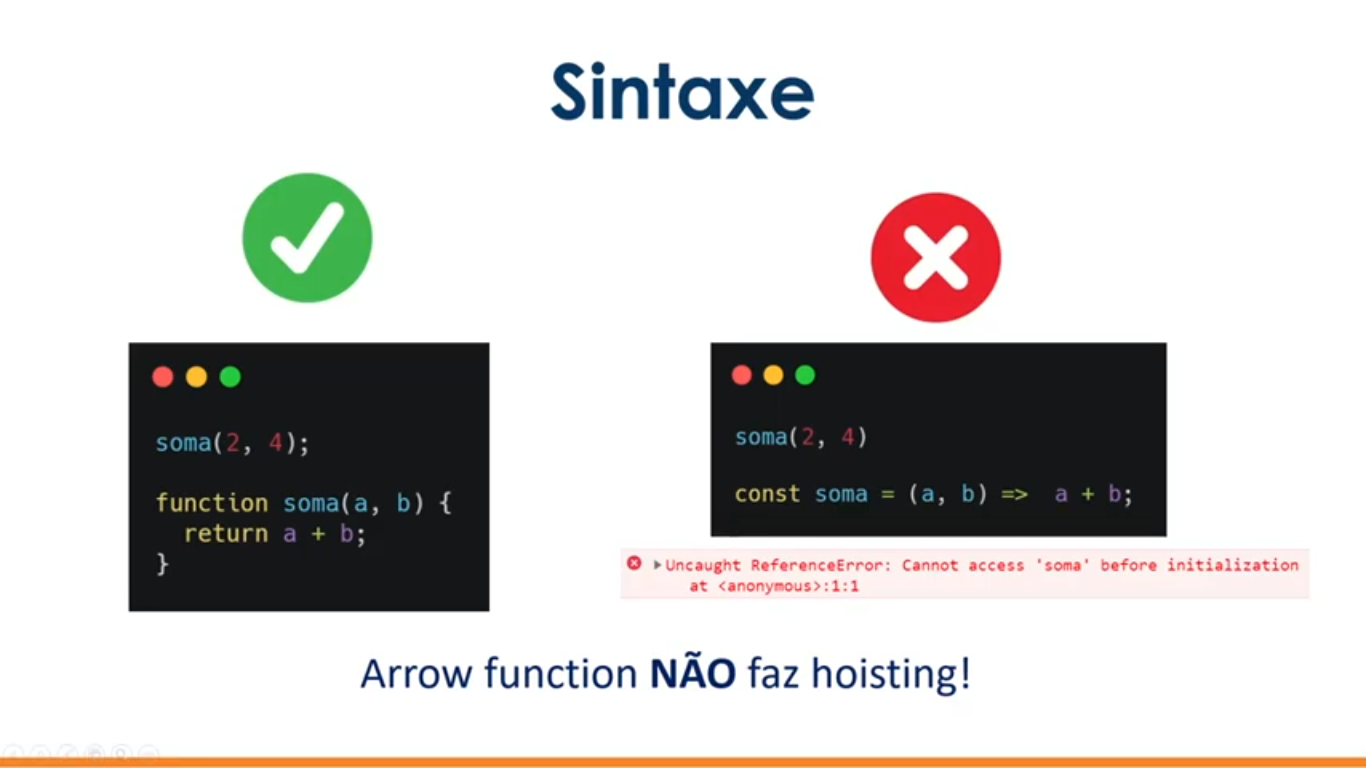 Sintaxe
soma(2, 4);
function soma(a, b) {
return a + b;
}
soma(2, 4)
const soma = (a, b) => a + b;
Uncaught ReferenceError: Cannot access 'soma' before initialization
at <anonymous>:1:1
Arrow function NÃO faz hoisting!